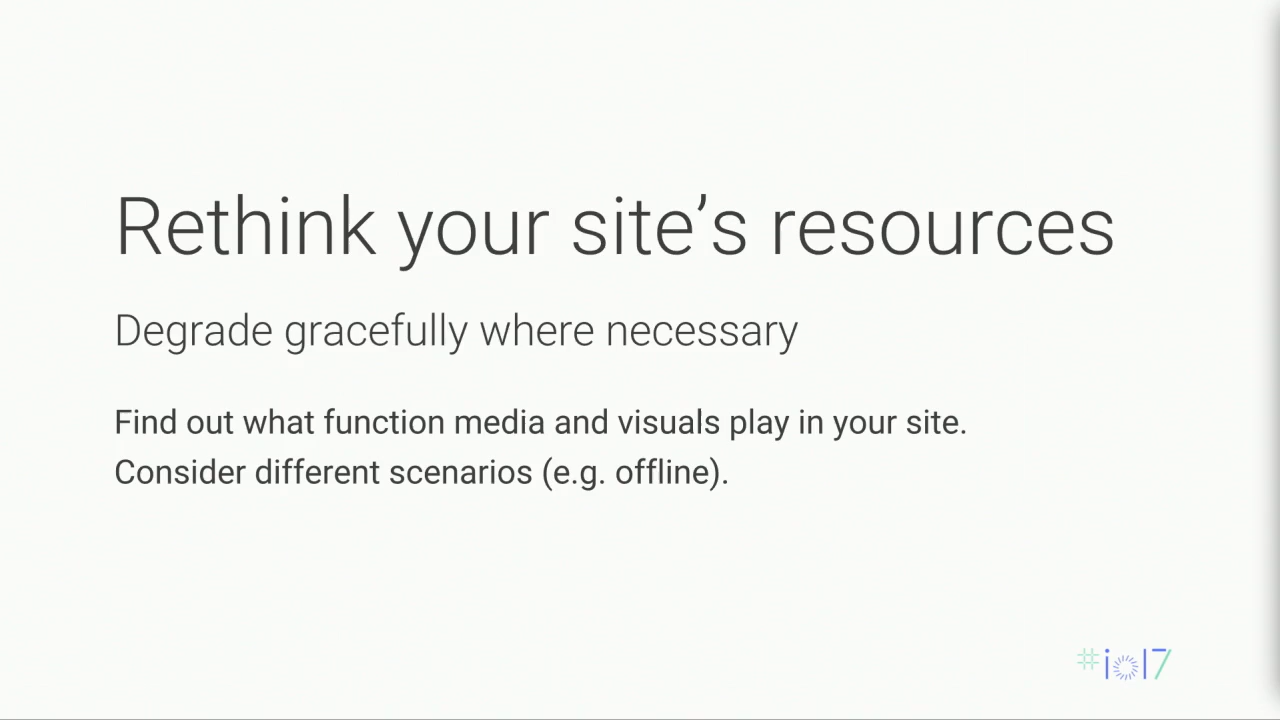 Rethink your site’s resources
Degrade gracefully where necessary
Find out what function media and visuals play in your site.
Consider different scenarios (e.g. offline).
#io17